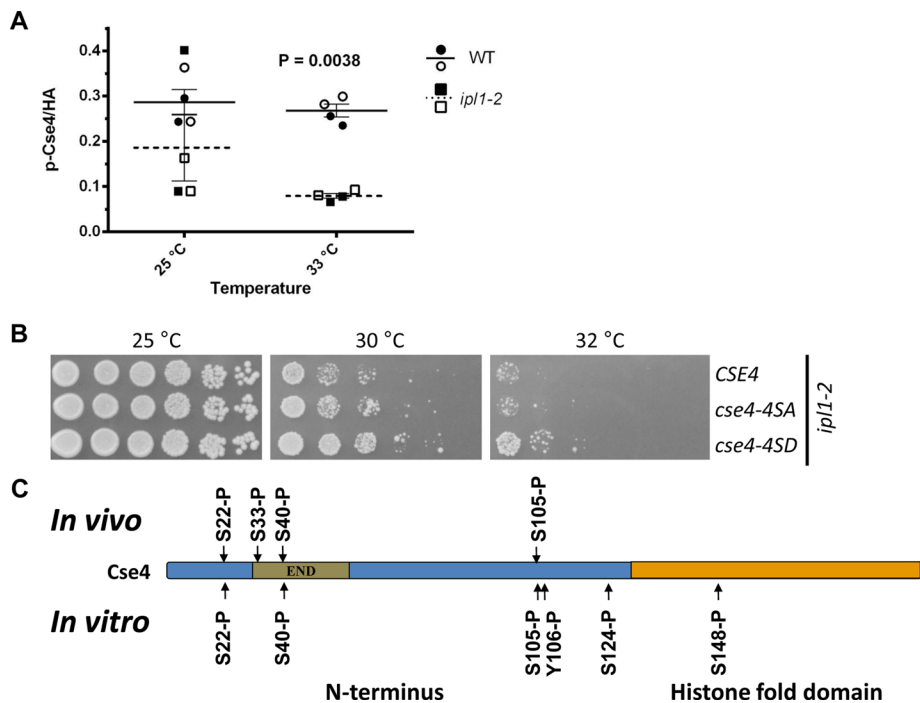 A
p-Cse4/HA
0.4
0.3
0.2
0.1
0.0
P = 0.0038
WT
ipl1-2
25 °C
33 °C
Temperature
B
25 °C
30 °C
32 °C
CSE4
cse4-4SA
cse4-4SD
ipl1-2
C
In vivo
S22-P
S33-P
S40-P
S105-P
Cse4
END
In vitro
S22-P
S40-P
S105-P
Y106-P
S124-P
S148-P
N-terminus
Histone fold domain